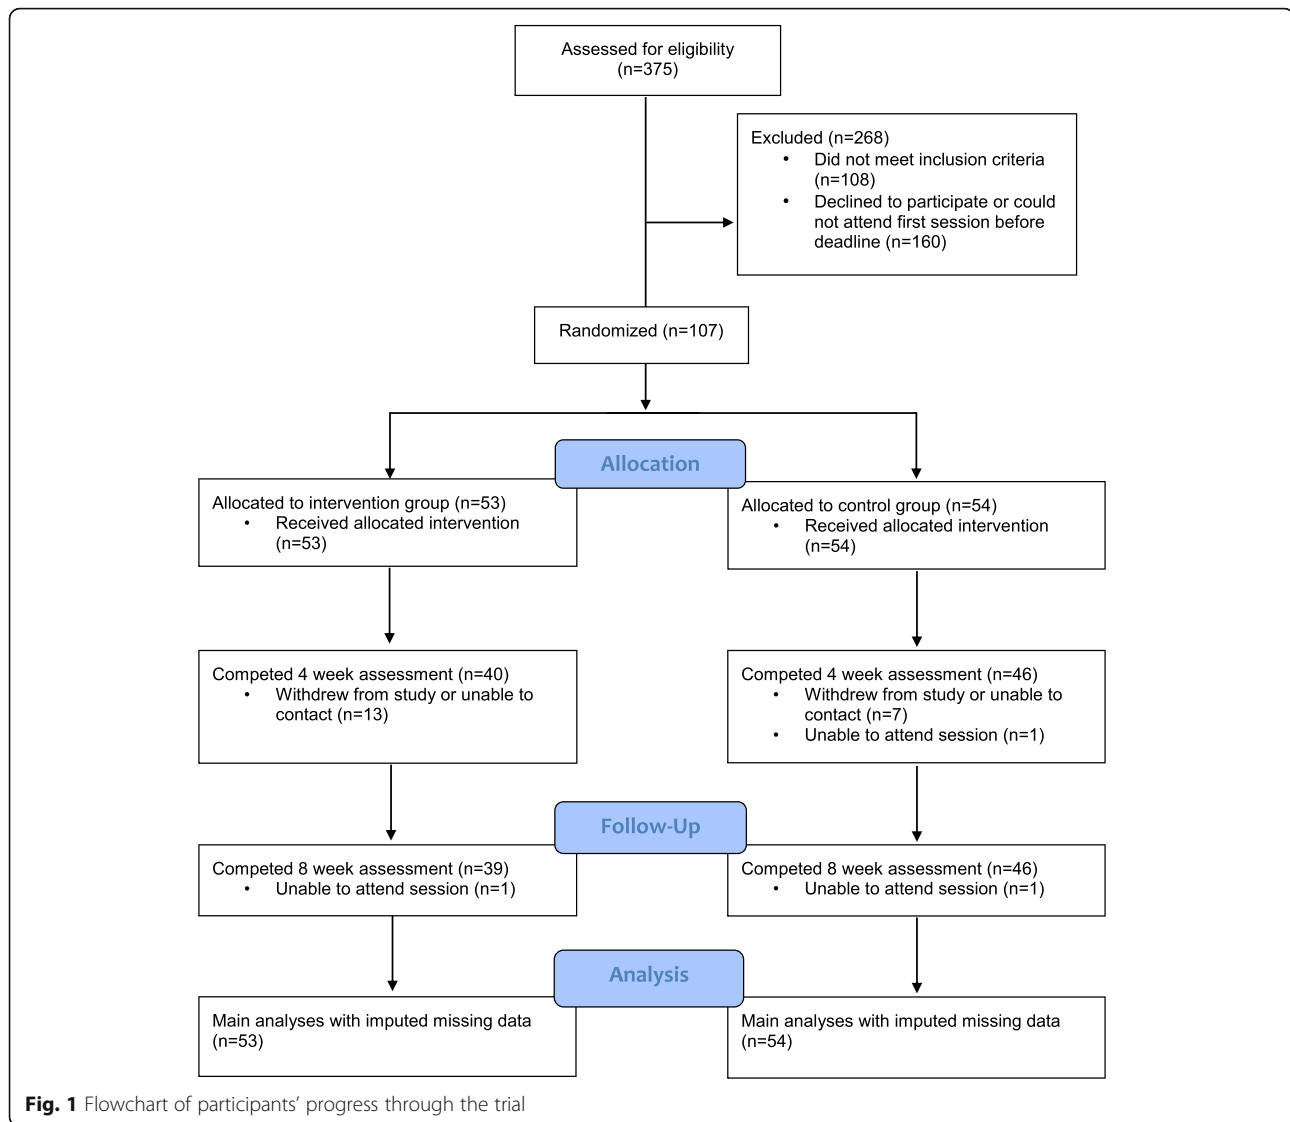 Assessed for eligibility
(n=375)
Excluded (n=268)
• Did not meet inclusion criteria
(n=108)
• Declined to participate or could
not attend first session before
deadline (n=160)
Randomized (n=107)
Allocation
Allocated to intervention group (n=53)
• Received allocated intervention
(n=53)
Allocated to control group (n=54)
• Received allocated intervention
(n=54)
Competed 4 week assessment (n=40)
• Withdrew from study or unable to
contact (n=13)
Competed 4 week assessment (n=46)
• Withdrew from study or unable to
contact (n=7)
• Unable to attend session (n=1)
Follow-Up
Competed 8 week assessment (n=39)
• Unable to attend session (n=1)
Competed 8 week assessment (n=46)
• Unable to attend session (n=1)
Analysis
Main analyses with imputed missing data
(n=53)
Main analyses with imputed missing data
(n=54)
Fig. 1 Flowchart of participants’ progress through the trial